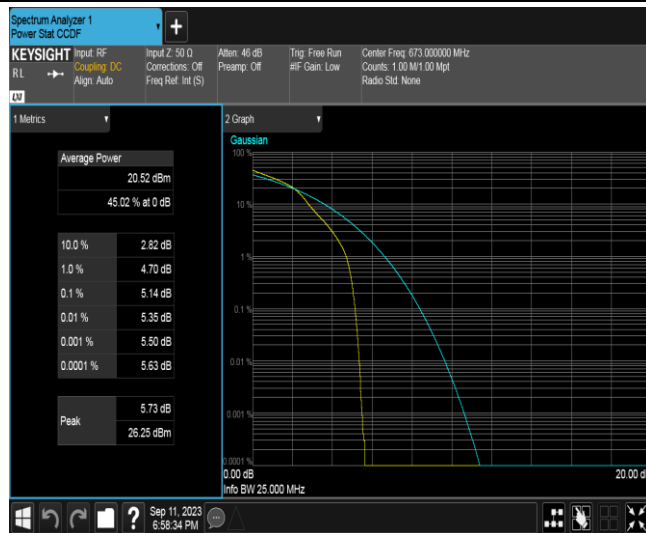 Spectrum Analyzer 1
Power Stat CCDF
+
KEYSIGHT
RL
Input: RF
Coupling: DC
Align: Auto
Input Z: 50 Ω
Corrections: Off
Freq Ref: Int (S)
Atten: 46 dB
Preamp: Off
Trig: Free Run
#IF Gain: Low
Center Freq: 673.000000 MHz
Counts: 1.00 M/1.00 Mpt
Radio Std: None
LXI
1 Metrics
Average Power
20.52 dBm
45.02 % at 0 dB
10.0 % 2.82 dB
1.0 % 4.70 dB
0.1 % 5.14 dB
0.01 % 5.35 dB
0.001 % 5.50 dB
0.0001 % 5.63 dB
Peak
5.73 dB
26.25 dBm
2 Graph
Gaussian
100 %
10 %
1 %
0.1 %
0.01 %
0.001 %
0.0001 %
0.00 dB
20.00 d
Info BW 25.000 MHz
?
Sep 11, 2023
6:58:34 PM